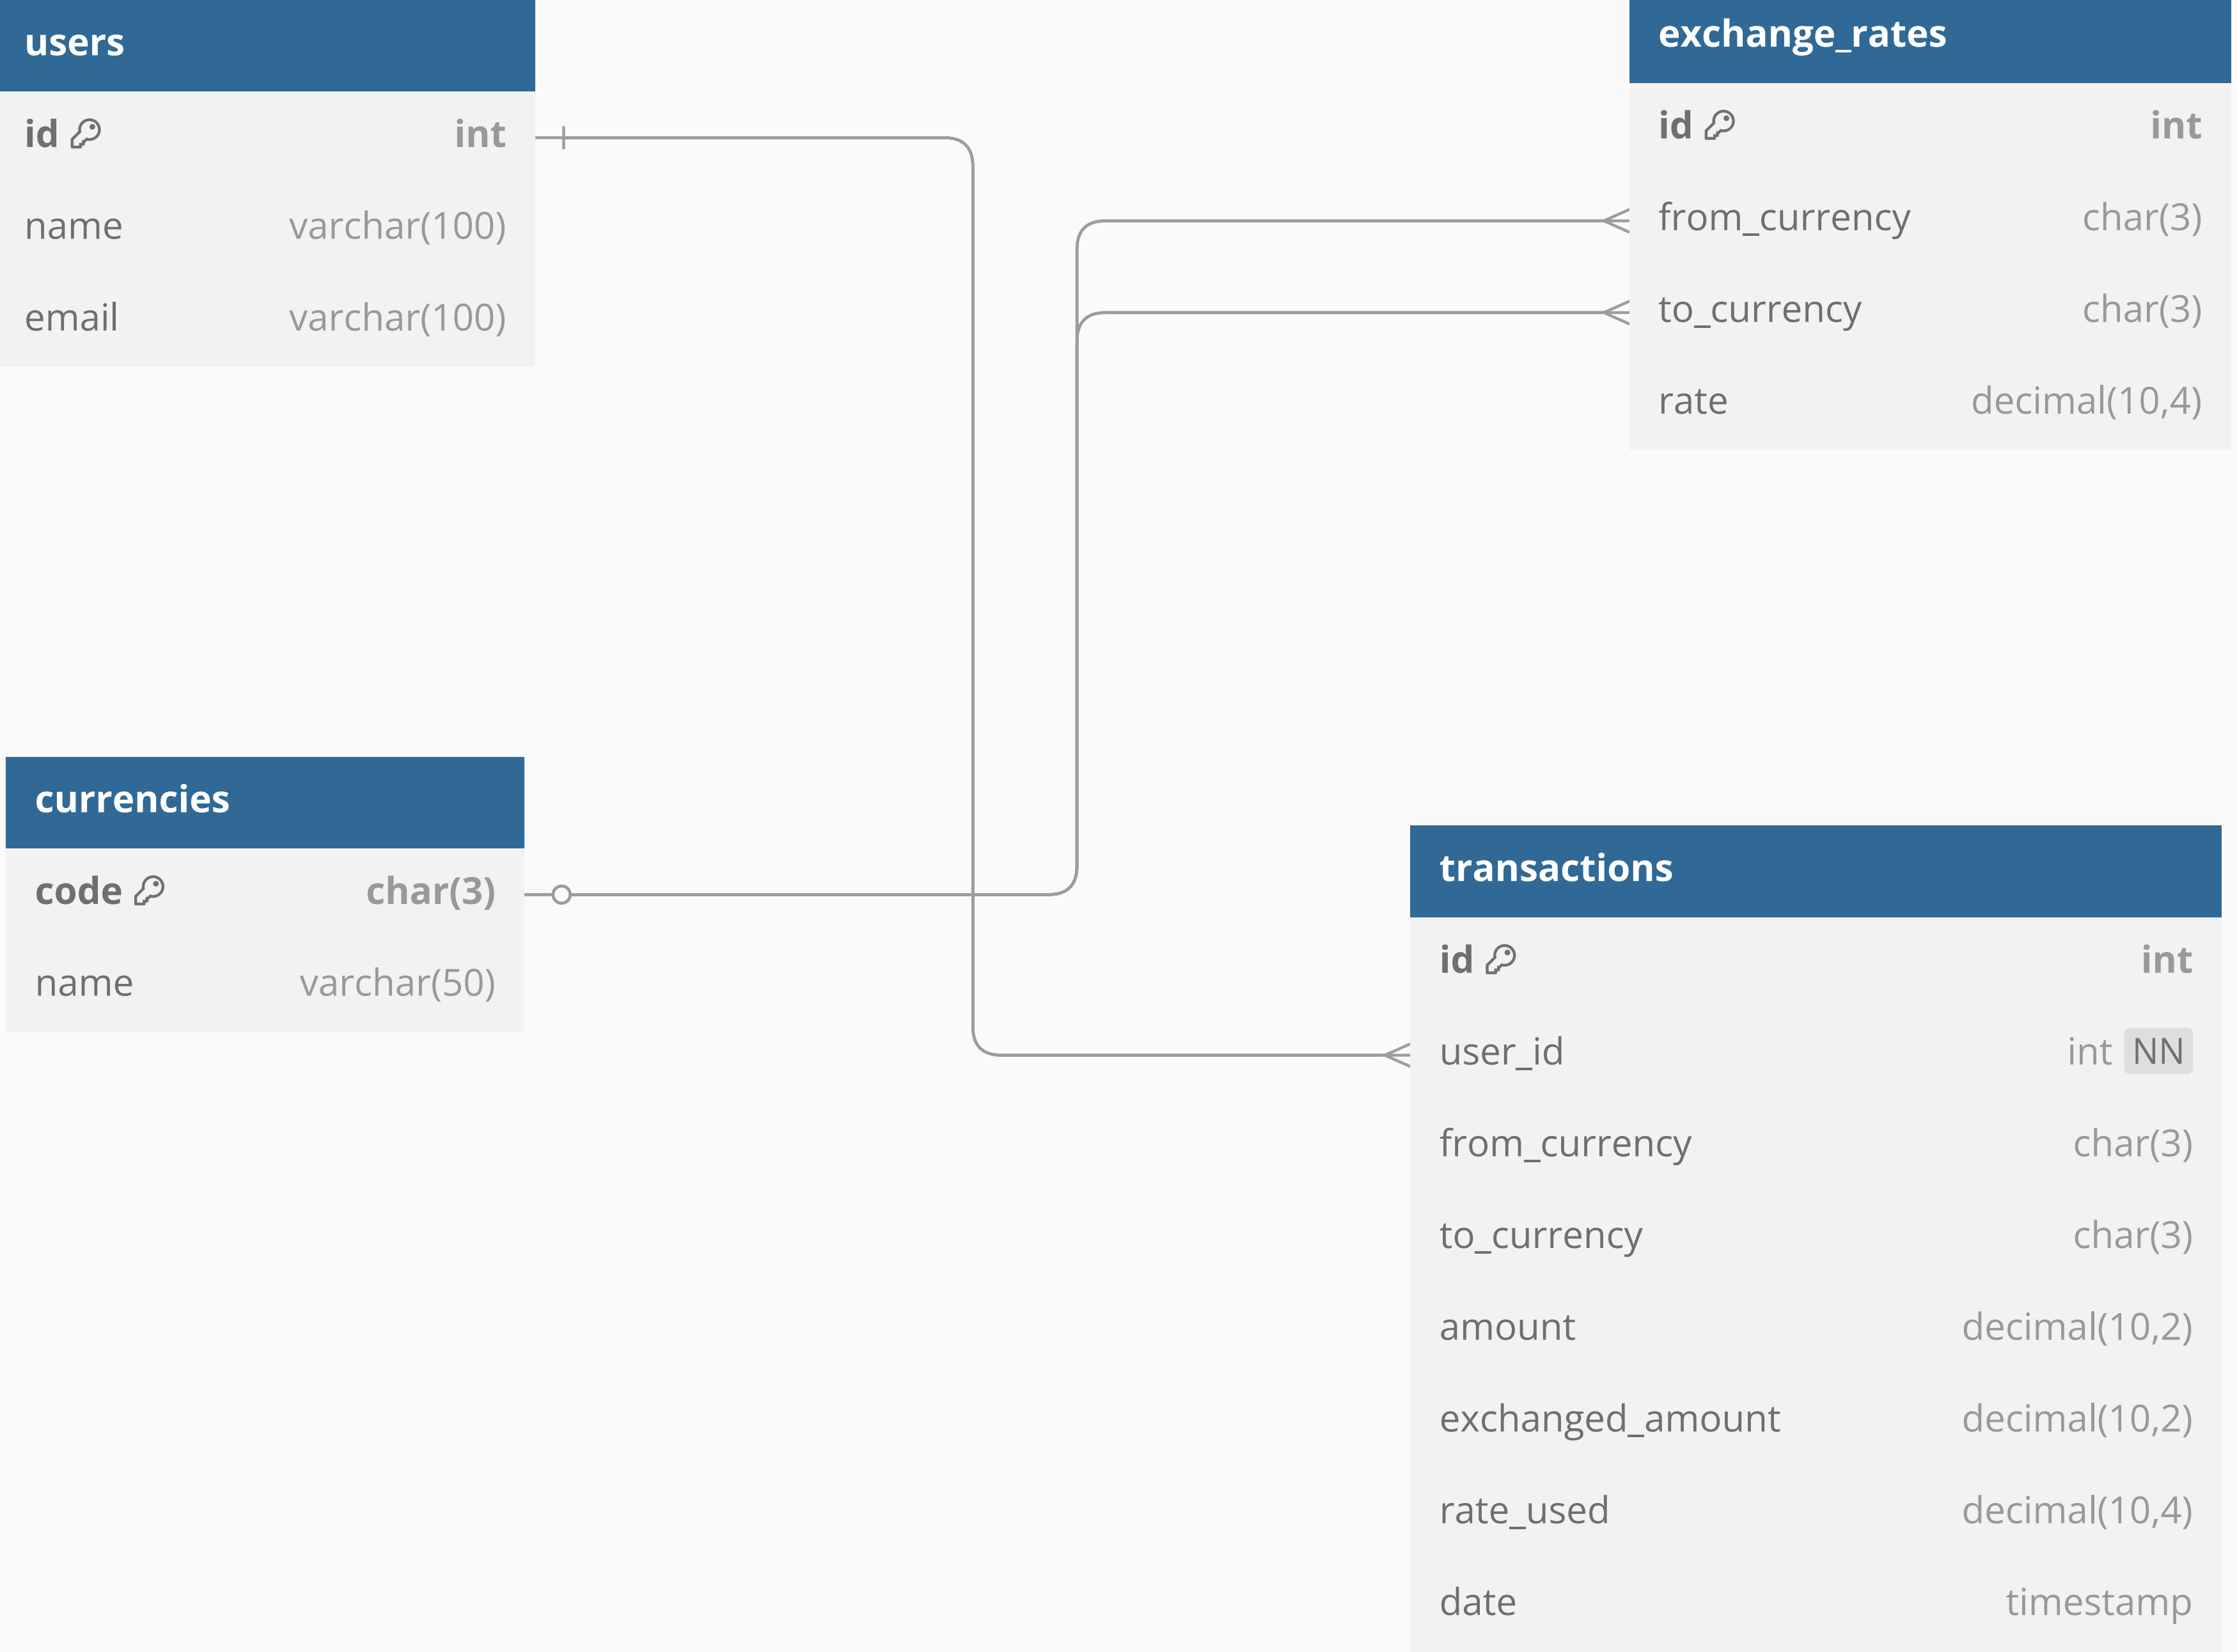 users
id int
name varchar(100)
email varchar(100)
exchange_rates
id int
from_currency char(3)
to_currency char(3)
rate decimal(10,4)
currencies
code char(3)
name varchar(50)
transactions
id int
user_id int NN
from_currency char(3)
to_currency char(3)
amount decimal(10,2)
exchanged_amount decimal(10,2)
rate_used decimal(10,4)
date timestamp